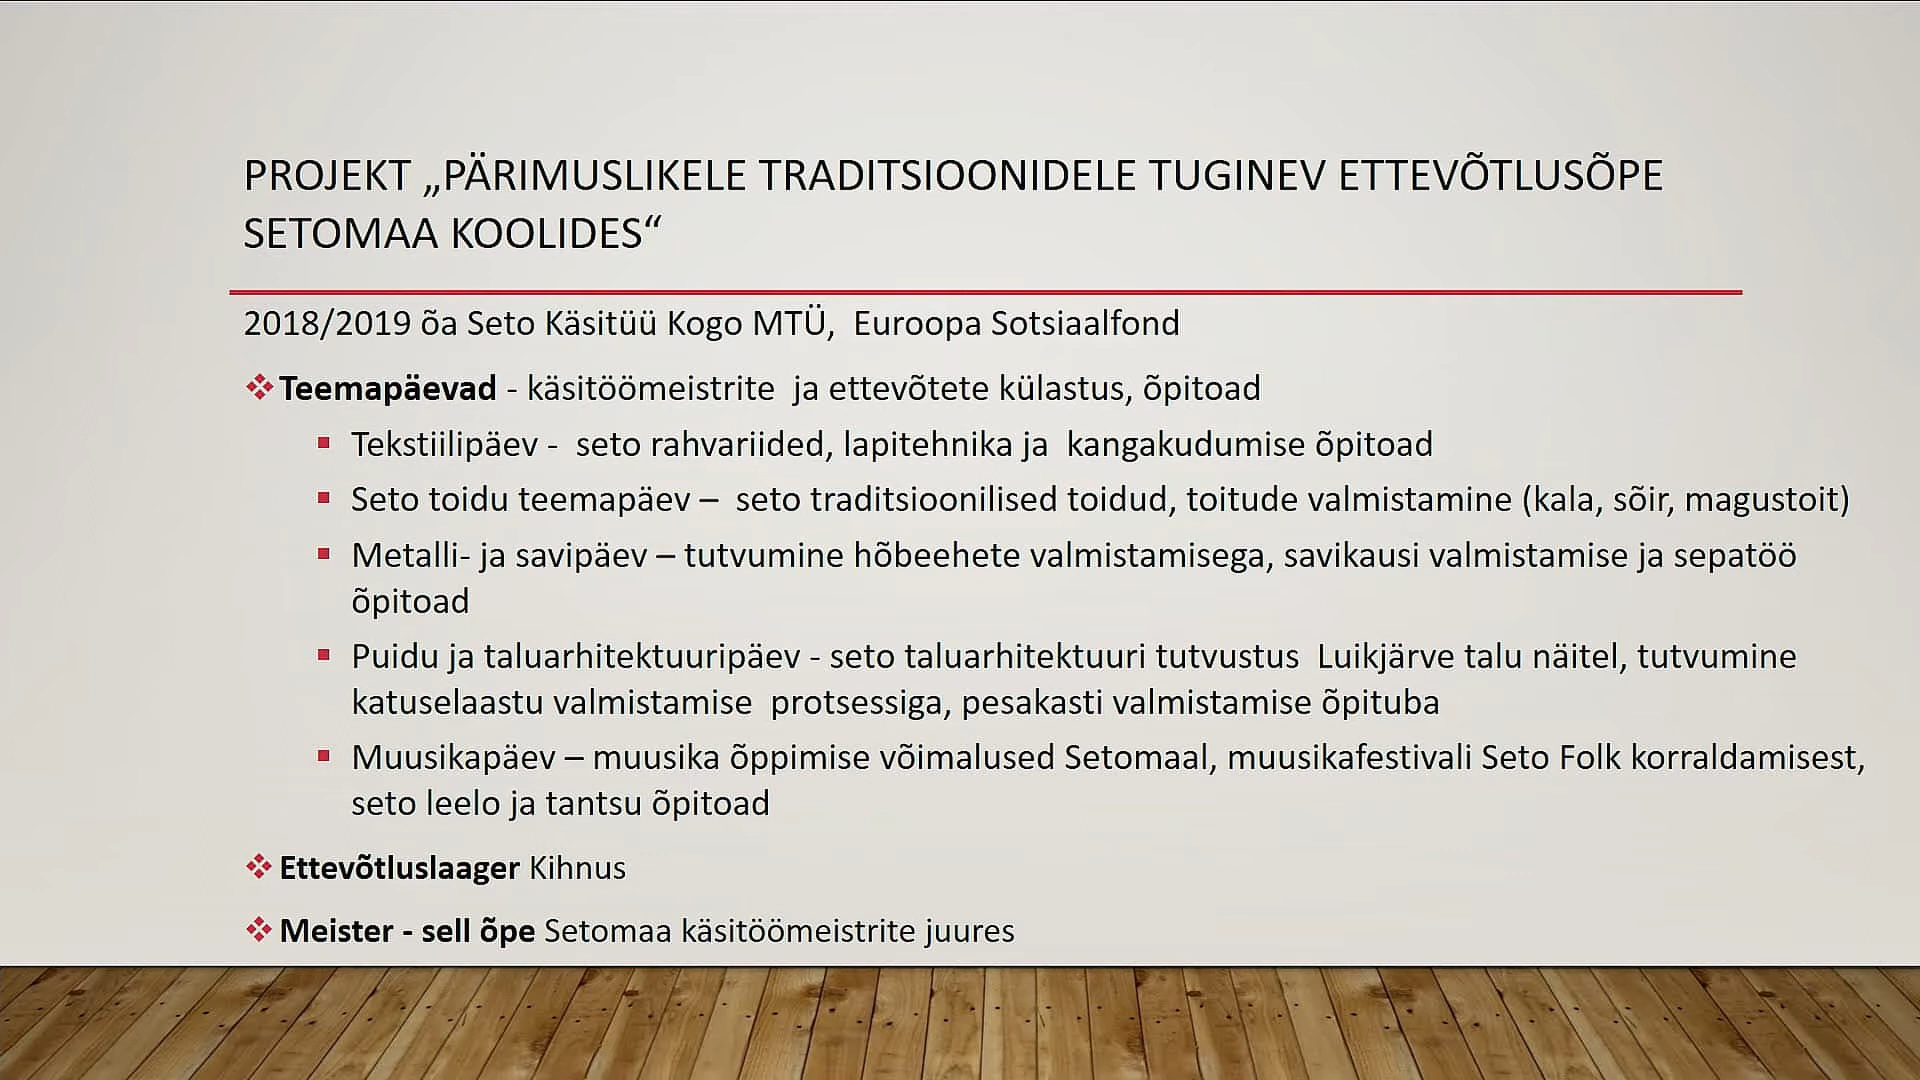 PROJEKT „PÄRIMUSLIKELE TRADITSIOONIDELE TUGINEV ETTEVÕTLUSÕPE
SETOMAA KOOLIDES“
2018/2019 õa Seto Käsitüü Kogo MTÜ, Euroopa Sotsiaalfond
❖ Teemapäevad - käsitöömeistrite ja ettevõtete külastus, õpitoad
▪ Tekstiilipäev - seto rahvariided, lapitehnika ja kangakudumise õpitoad
▪ Seto toidu teemapäev – seto traditsioonilised toidud, toitude valmistamine (kala, sõir, magustoit)
▪ Metalli- ja savipäev – tutvumine hõbeehete valmistamisega, savikausi valmistamise ja sepatöö
õpitoad
▪ Puidu ja taluarhitektuuripäev - seto taluarhitektuuri tutvustus Luikjärve talu näitel, tutvumine
katuselaastu valmistamise protsessiga, pesakasti valmistamise õpituba
▪ Muusikapäev – muusika õppimise võimalused Setomaal, muusikafestivali Seto Folk korraldamisest,
seto leelo ja tantsu õpitoad
❖ Ettevõtluslaager Kihnus
❖ Meister - sell õpe Setomaa käsitöömeistrite juures